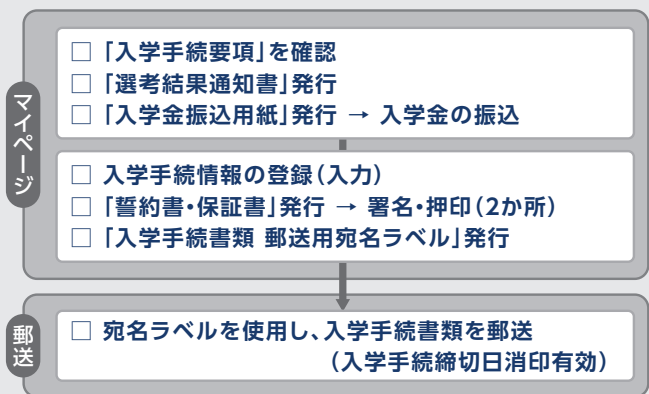 マイページ
□ 「入学手続要項」を確認
□ 「選考結果通知書」発行
□ 「入学金振込用紙」発行 → 入学金の振込
□ 入学手続情報の登録（入力）
□ 「誓約書・保証書」発行 → 署名・押印（2か所）
□ 「入学手続書類 郵送用宛名ラベル」発行
郵送
□ 宛名ラベルを使用し、入学手続書類を郵送
（入学手続締切日消印有効）